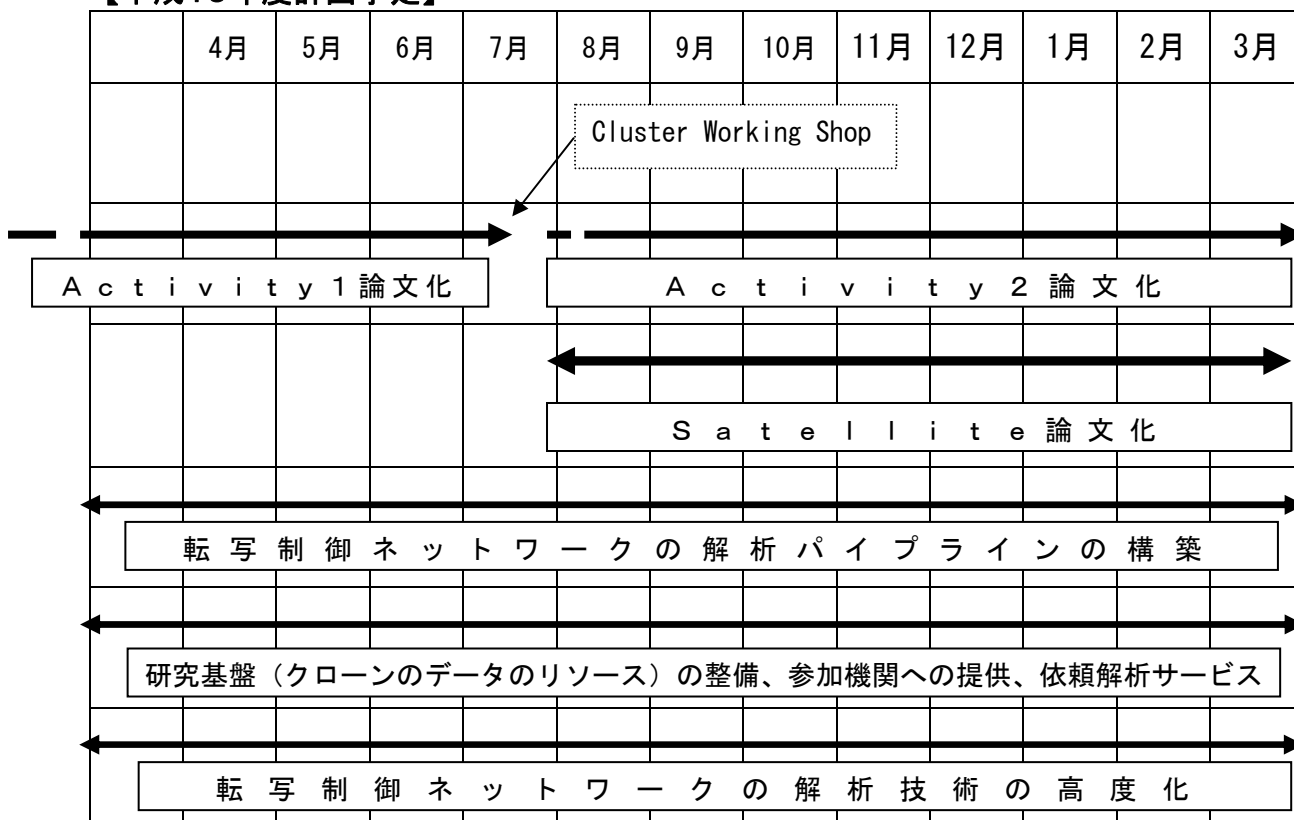 4月 5月 6月 7月 8月 9月 10月 11月 12月 1月 2月 3月
Cluster Working Shop
Activity1論文化
Activity2論文化
Satellite論文化
転写制御ネットワークの解析パイプラインの構築
研究基盤（クローンのデータのリソース）の整備、参加機関への提供、依頼解析サービス
転写制御ネットワークの解析技術の高度化